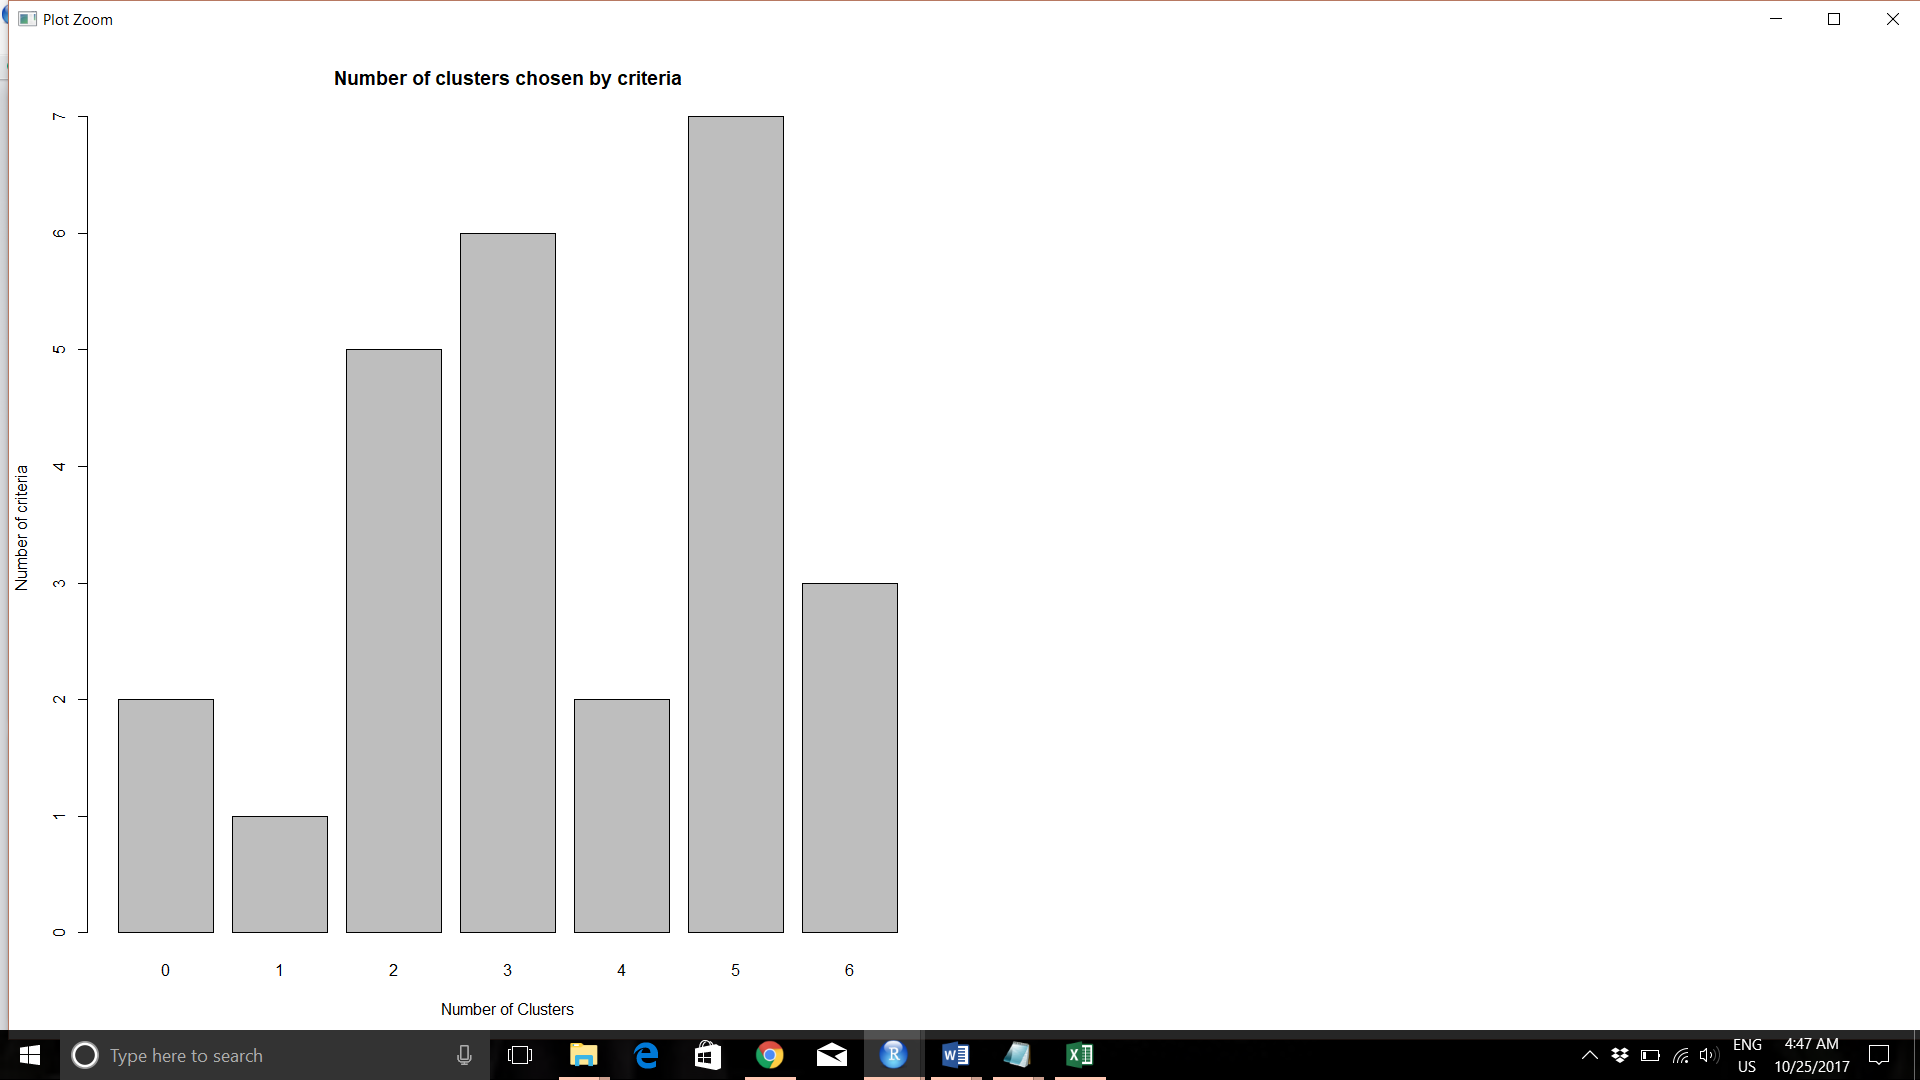 Plot Zoom
Number of clusters chosen by criteria
Number of criteria
7
6
5
4
3
2
1
0
0 1 2 3 4 5 6
Number of Clusters
Type here to search
R
W
X
ENG
US
4:47 AM
10/25/2017